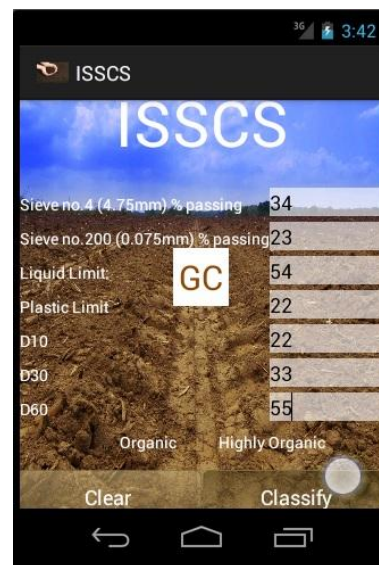 3G 3:42
ISSCS
ISSCS
Sieve no.4 (4.75mm) % passing 34
Sieve no.200 (0.075mm) % passing 23
Liquid Limit: 54
GC
Plastic Limit 22
D10 22
D30 33
D60 55
Organic Highly Organic
Clear Classify